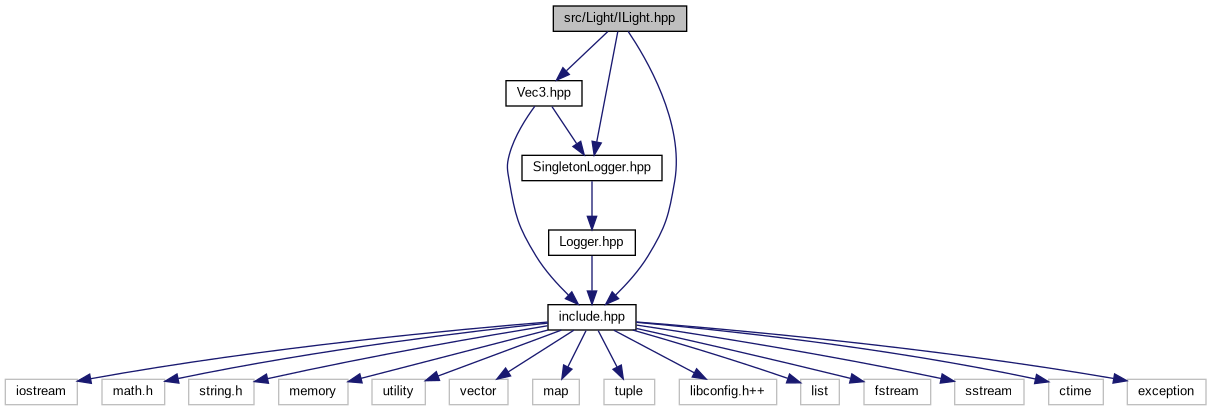 src/Light/ILight.hpp
Vec3.hpp
SingletonLogger.hpp
Logger.hpp
include.hpp
iostream
math.h
string.h
memory
utility
vector
map
tuple
libconfig.h++
list
fstream
sstream
ctime
exception